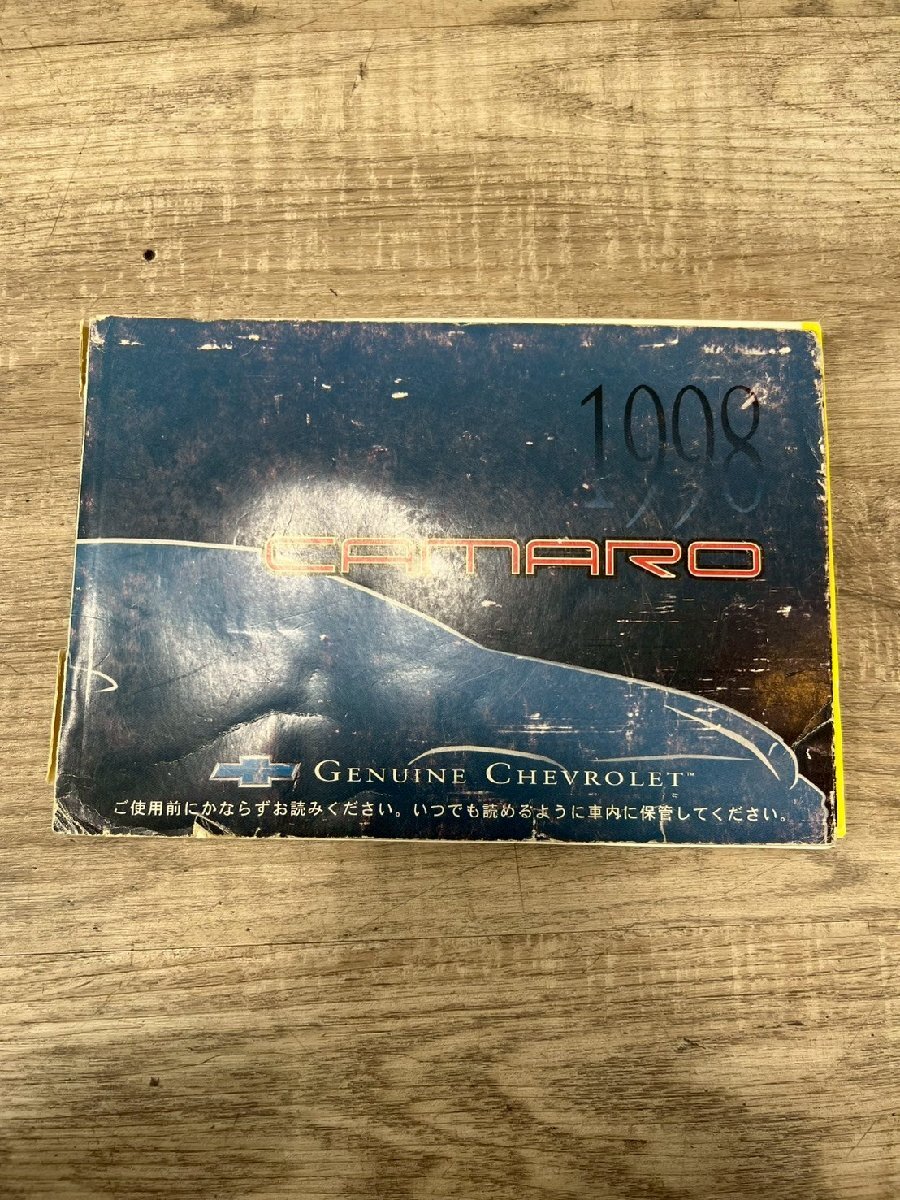 1998
CAMARO
GENUINE CHEVROLET™
ご使用前にかならずお読みください。いつでも読めるように車内に保管してください。